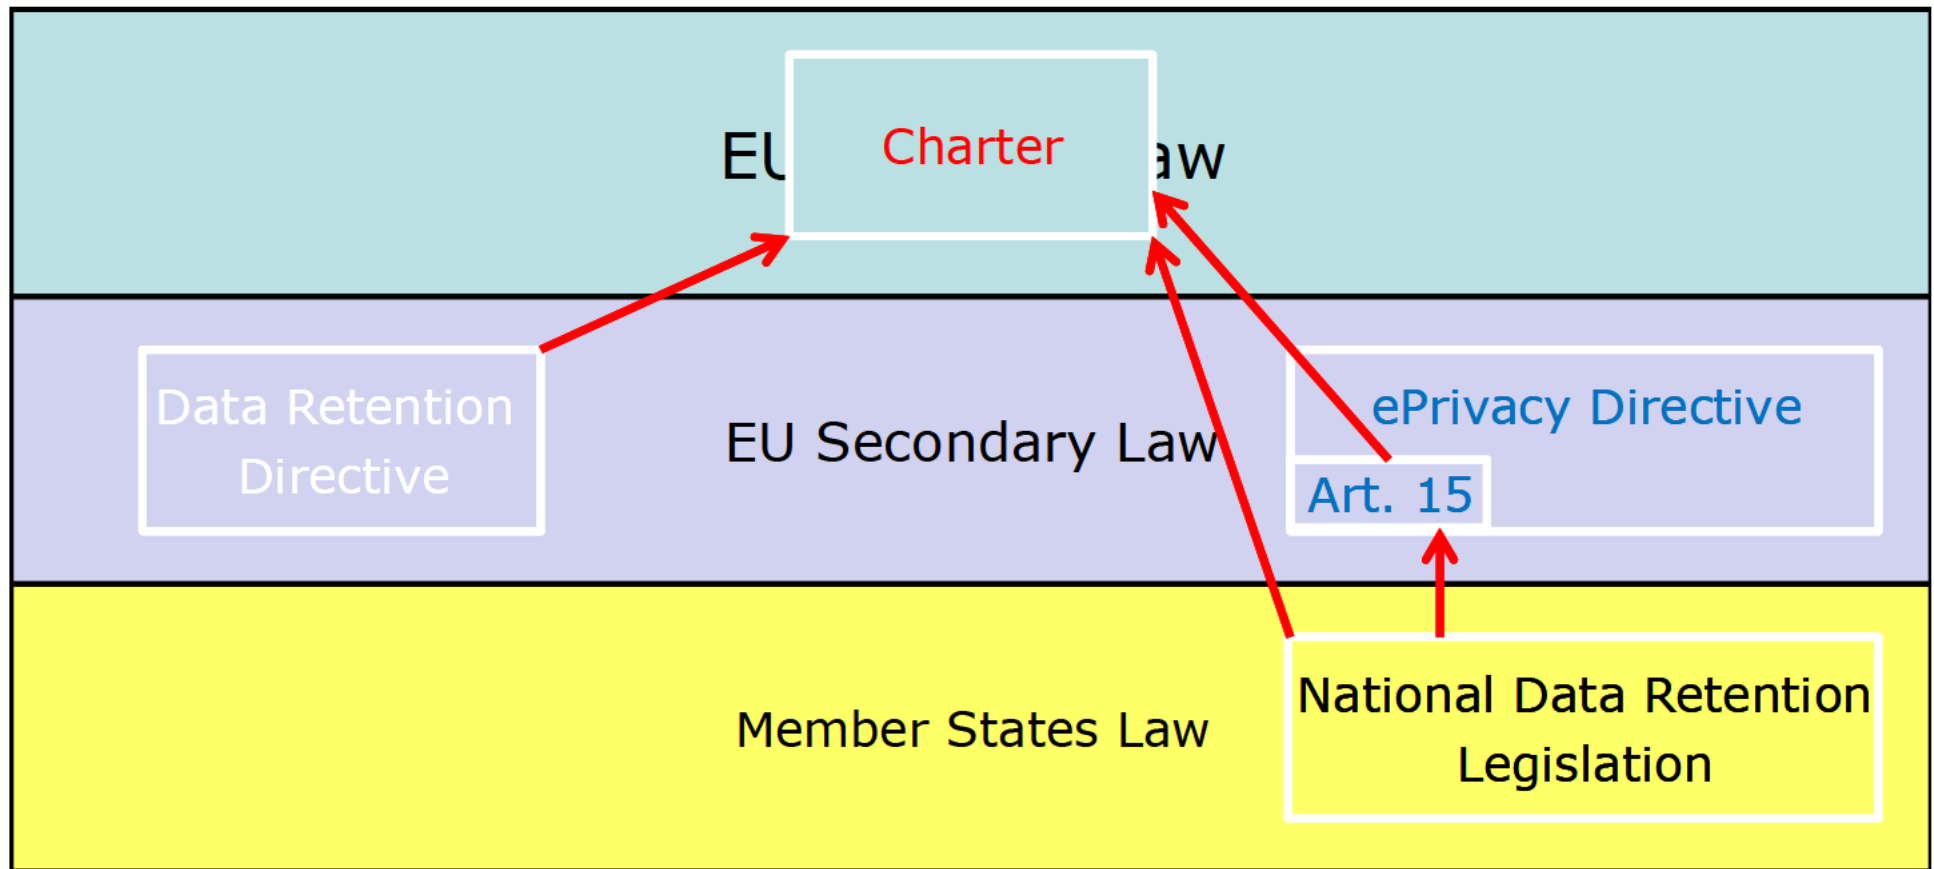 Charter
EU
aw
Data Retention
Directive
EU Secondary Law
ePrivacy Directive
Art. 15
Member States Law
National Data Retention
Legislation